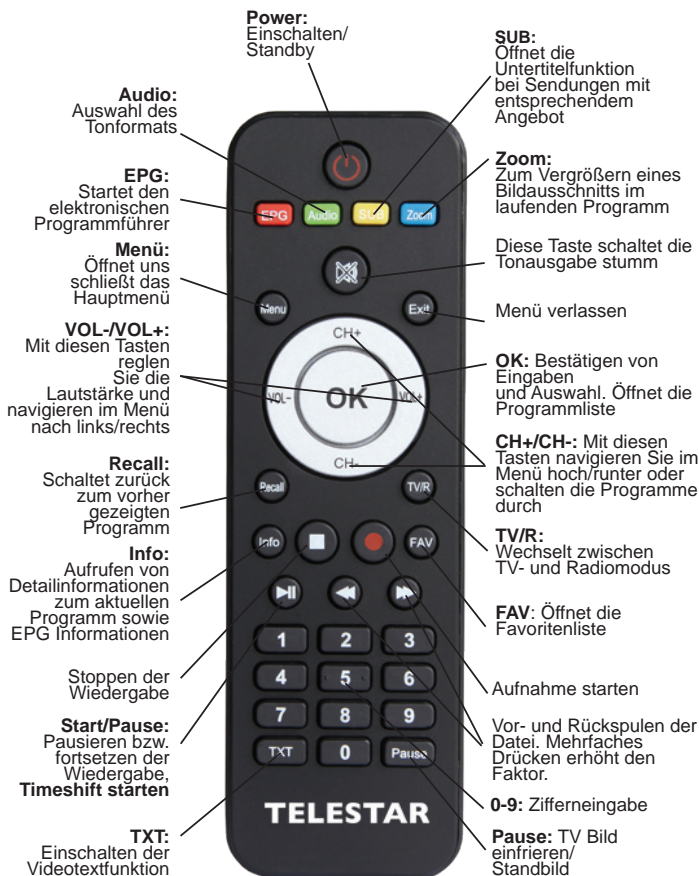 Power:
Einschalten/
Standby
SUB:
Öffnet die
Untertitelfunktion
bei Sendungen mit
entsprechendem
Angebot
Audio:
Auswahl des
Tonformats
EPG:
Startet den
elektronischen
Programmführer
Zoom:
Zum Vergrößern eines
Bildausschnitts im
laufenden Programm
Menü:
Öffnet uns
schließt das
Hauptmenü
Diese Taste schaltet die
Tonausgabe stumm
Menü verlassen
VOL-/VOL+:
Mit diesen Tasten
reglen
Sie die
Lautstärke und
navigieren im Menü
nach links/rechts
OK: Bestätigen von
Eingaben
und Auswahl. Öffnet die
Programmliste
CH+/CH-: Mit diesen
Tasten navigieren Sie im
Menü hoch/runter oder
schalten die Programme
durch
Recall:
Schaltet zurück
zum vorher
gezeigten
Programm
TV/R:
Wechselt zwischen
TV- und Radiomodus
Info:
Aufrufen von
Detailinformationen
zum aktuellen
Programm sowie
EPG Informationen
FAV: Öffnet die
Favoritenliste
Stoppen der
Wiedergabe
Aufnahme starten
Start/Pause:
Pausieren bzw.
fortsetzen der
Wiedergabe,
Timeshift starten
Vor- und Rückspulen der
Datei. Mehrfaches
Drücken erhöht den
Faktor.
0-9: Zifferneingabe
TXT:
Einschalten der
Videotextfunktion
Pause: TV Bild
einfrieren/
Standbild
EPG Audio SUB Zoom
Menu Exit
CH+
VOL- OK VOL+
CH-
Recall TV/R
Info FAV
1 2 3
4 5 6
7 8 9
TXT 0 Pause
TELESTAR